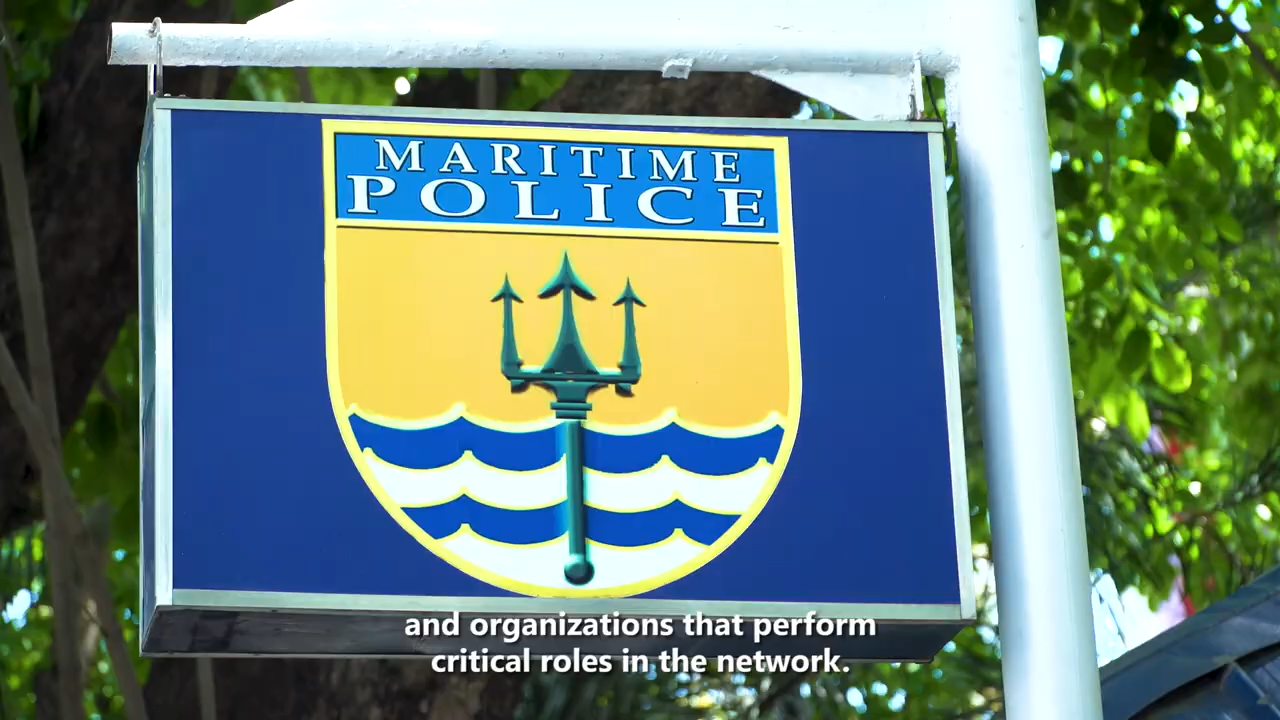 MARITIME
POLICE
and organizations that perform
critical roles in the network.